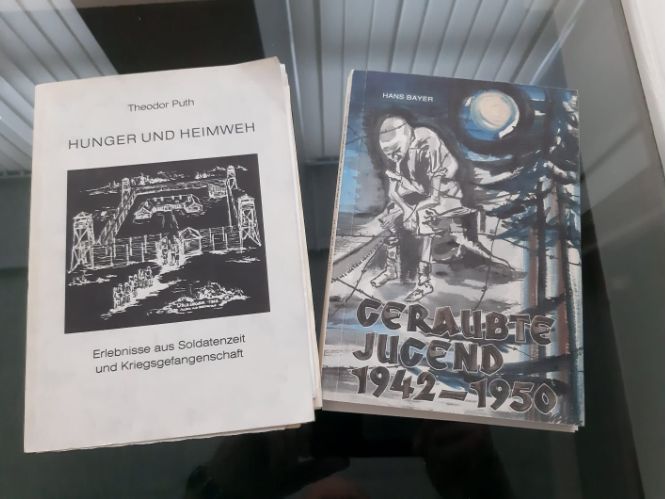 Theodor Puth
HUNGER UND HEIMWEH
Erlebnisse aus Soldatenzeit
und Kriegsgefangenschaft
HANS BAYER
GERAUBTE
JUGEND
1942–1950